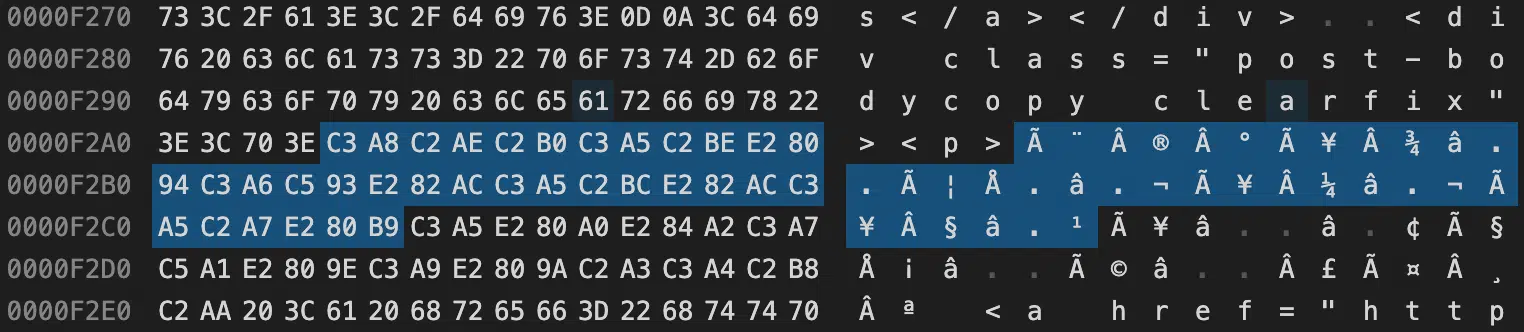 0000F270 73 3C 2F 61 3E 3C 2F 64 69 76 3E 0D 0A 3C 64 69 s < / a > < / d i v > . . < d i
0000F280 76 20 63 6C 61 73 73 3D 22 70 6F 73 74 2D 62 6F v c l a s s = " p o s t - b o
0000F290 64 79 63 6F 70 79 20 63 6C 65 61 72 66 69 78 22 d y c o p y c l e a r f i x "
0000F2A0 3E 3C 70 3E C3 A8 C2 AE C2 B0 C3 A5 C2 BE E2 80 > < p > Ã ¨ Â ® Â ° Ã ¥ Â ¾ â .
0000F2B0 94 C3 A6 C5 93 E2 82 AC C3 A5 C2 BC E2 82 AC C3 . Ã ¦ Å . â . ¬ Ã ¥ Â ¼ â . ¬ Ã
0000F2C0 A5 C2 A7 E2 80 B9 C3 A5 E2 80 A0 E2 84 A2 C3 A7 ¥ Â § â . ¹ Ã ¥ â . . â . ¢ Ã §
0000F2D0 C5 A1 E2 80 9E C3 A9 E2 80 9A C2 A3 C3 A4 C2 B8 Å ¡ â . . Ã © â . . Â £ Ã ¤ Â ¸
0000F2E0 C2 AA 20 3C 61 20 68 72 65 66 3D 22 68 74 74 70 Â ª < a h r e f = " h t t p